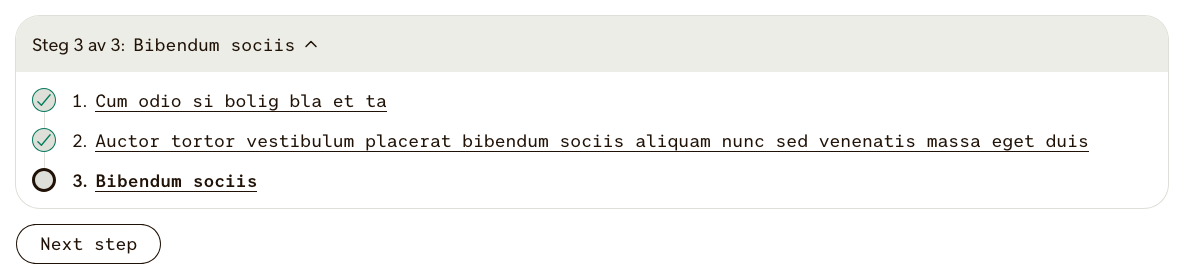 Steg 3 av 3: Bibendum sociis
1. Cum odio si bolig bla et ta
2. Auctor tortor vestibulum placerat bibendum sociis aliquam nunc sed venenatis massa eget duis
3. Bibendum sociis
Next step